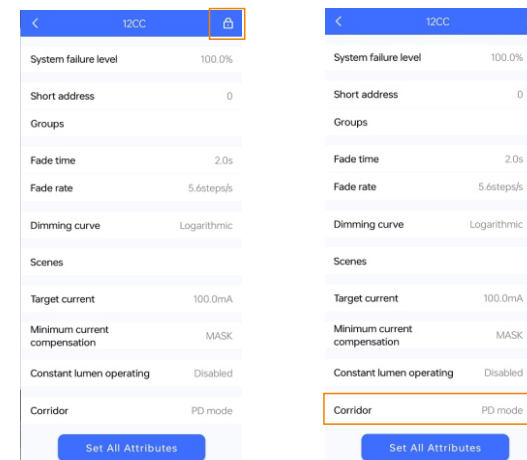 12CC
System failure level 100.0%
Short address 0
Groups
Fade time 2.0s
Fade rate 5.6steps/s
Dimming curve Logarithmic
Scenes
Target current 100.0mA
Minimum current
compensation MASK
Constant lumen operating Disabled
Corridor PD mode
Set All Attributes
12CC
System failure level 100.0%
Short address 0
Groups
Fade time 2.0s
Fade rate 5.6steps/s
Dimming curve Logarithmic
Scenes
Target current 100.0mA
Minimum current
compensation MASK
Constant lumen operating Disabled
Corridor PD mode
Set All Attributes